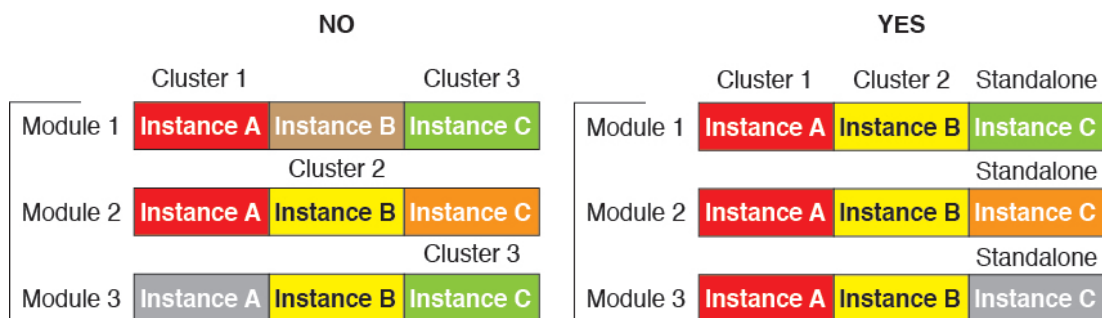 NO
Cluster 1 Cluster 3
Module 1 Instance A Instance B Instance C
Cluster 2
Module 2 Instance A Instance B Instance C
Cluster 3
Module 3 Instance A Instance B Instance C
YES
Cluster 1 Cluster 2 Standalone
Module 1 Instance A Instance B Instance C
Standalone
Module 2 Instance A Instance B Instance C
Standalone
Module 3 Instance A Instance B Instance C